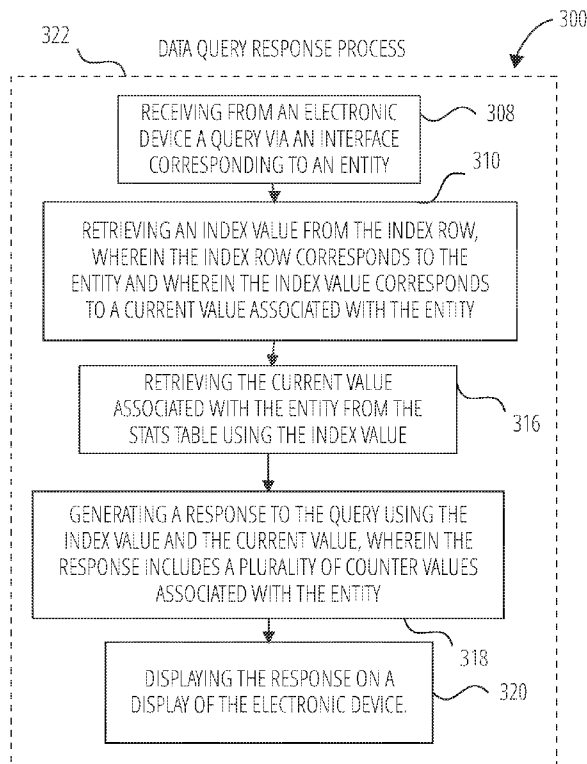 300
322
DATA QUERY RESPONSE PROCESS
RECEIVING FROM AN ELECTRONIC
DEVICE A QUERY VIA AN INTERFACE
CORRESPONDING TO AN ENTITY
308
310
RETRIEVING AN INDEX VALUE FROM THE INDEX ROW,
WHEREIN THE INDEX ROW CORRESPONDS TO THE
ENTITY AND WHEREIN THE INDEX VALUE CORRESPONDS
TO A CURRENT VALUE ASSOCIATED WITH THE ENTITY
RETRIEVING THE CURRENT VALUE
ASSOCIATED WITH THE ENTITY FROM THE
STATS TABLE USING THE INDEX VALUE
316
GENERATING A RESPONSE TO THE QUERY USING THE
INDEX VALUE AND THE CURRENT VALUE, WHEREIN THE
RESPONSE INCLUDES A PLURALITY OF COUNTER VALUES
ASSOCIATED WITH THE ENTITY
318
DISPLAYING THE RESPONSE ON A
DISPLAY OF THE ELECTRONIC DEVICE.
320